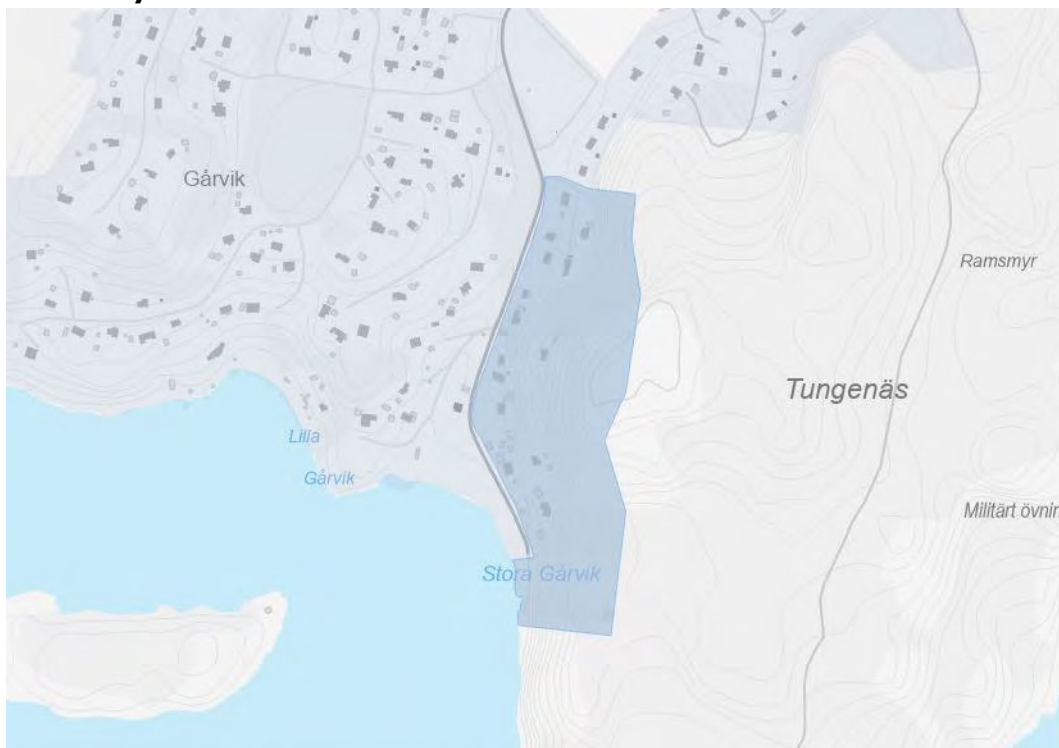 Gårvik
Ramsmyr
Tungenäs
Lilla
Gårvik
Militärt övnin
Stora Gårvik